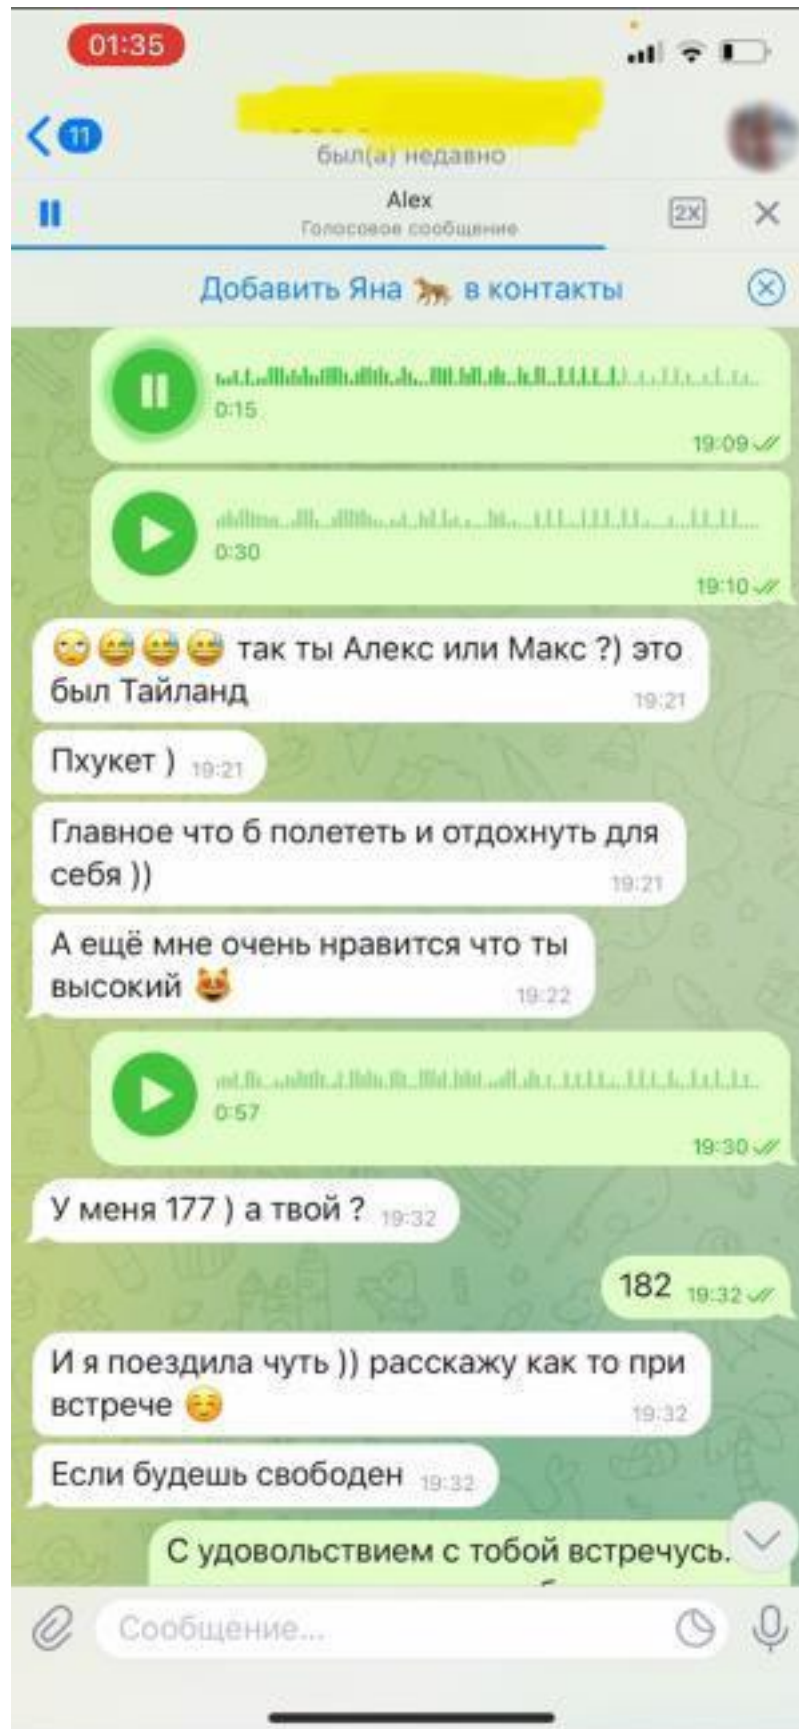 01:35
11
был(а) недавно
Alex
2X
Голосовое сообщение
Добавить Яна 🐆 в контакты
0:15
19:09
0:30
19:10
🙄😅😅😅 так ты Алекс или Макс ?) это
был Тайланд
19:21
Пхукет ) 19:21
Главное что б полететь и отдохнуть для
себя ))
19:21
А ещё мне очень нравится что ты
высокий 😻
19:22
0:57
19:30
У меня 177 ) а твой ? 19:32
182 19:32
И я поездила чуть )) расскажу как то при
встрече ☺️
19:32
Если будешь свободен 19:32
С удовольствием с тобой встречусь.
Сообщение...